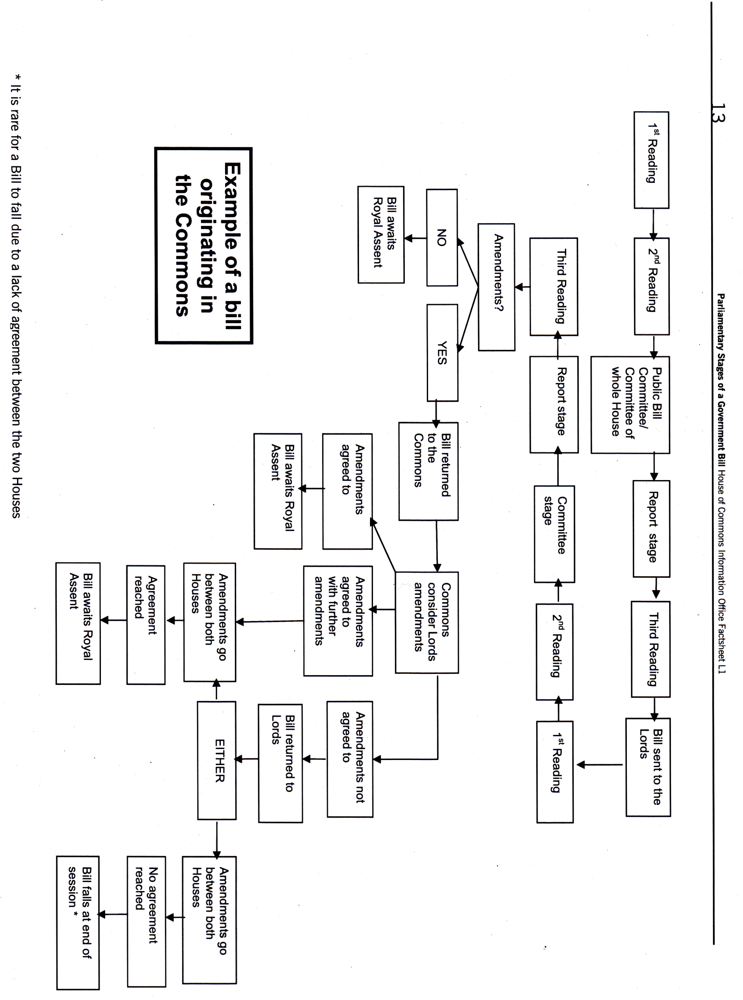 13
Parliamentary Stages of a Government Bill House of Commons Information Office Factsheet L1
1st Reading
2nd Reading
Public Bill
Committee/
Committee of
whole House
Report stage
Third Reading
Bill sent to the
Lords
1st Reading
2nd Reading
Committee
stage
Report stage
Third Reading
Amendments?
NO
YES
Bill awaits
Royal Assent
Bill returned
to the
Commons
Commons
consider Lords
amendments
Amendments
agreed to
Bill awaits Royal
Assent
Amendments
agreed to
with further
amendments
Amendments not
agreed to
Bill returned to
Lords
EITHER
Amendments go
between both
Houses
Agreement
reached
Bill awaits Royal
Assent
Amendments go
between both
Houses
No agreement
reached
Bill falls at end of
session *
Example of a bill
originating in
the Commons
* It is rare for a Bill to fall due to a lack of agreement between the two Houses